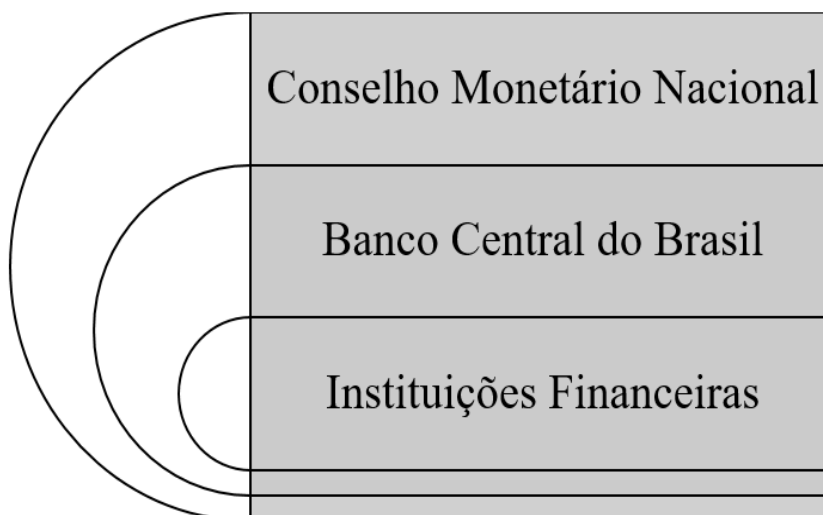 Conselho Monetário Nacional
Banco Central do Brasil
Instituições Financeiras